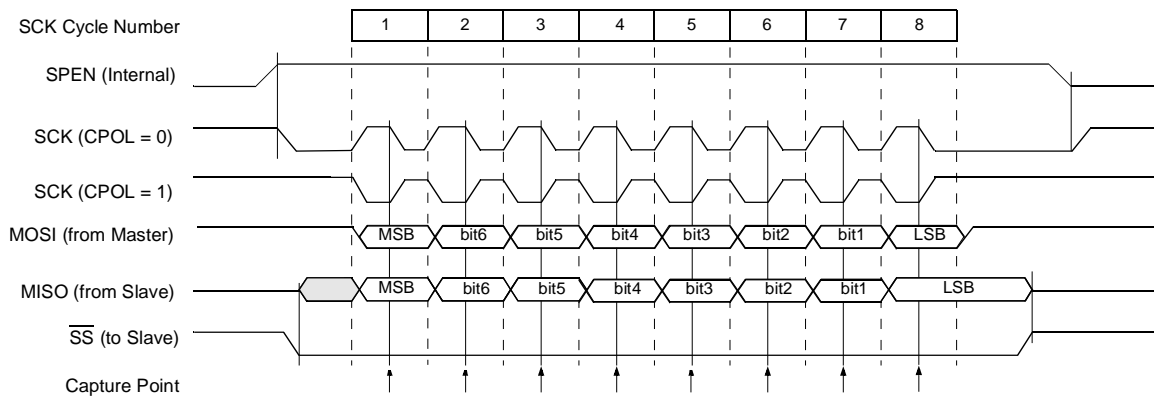 SCK Cycle Number 1 2 3 4 5 6 7 8
SPEN (Internal)
SCK (CPOL = 0)
SCK (CPOL = 1)
MOSI (from Master) MSB bit6 bit5 bit4 bit3 bit2 bit1 LSB
MISO (from Slave) MSB bit6 bit5 bit4 bit3 bit2 bit1 LSB
S̅S̅ (to Slave)
Capture Point